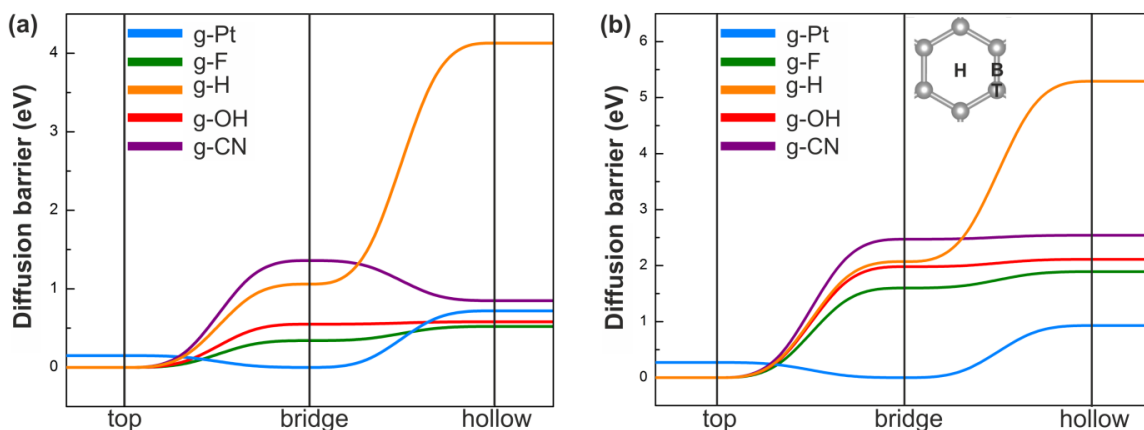 (a)
Diffusion barrier (eV)
4
3
2
1
0
g-Pt
g-F
g-H
g-OH
g-CN
top
bridge
hollow
(b)
Diffusion barrier (eV)
6
5
4
3
2
1
0
g-Pt
g-F
g-H
g-OH
g-CN
H
B
T
top
bridge
hollow